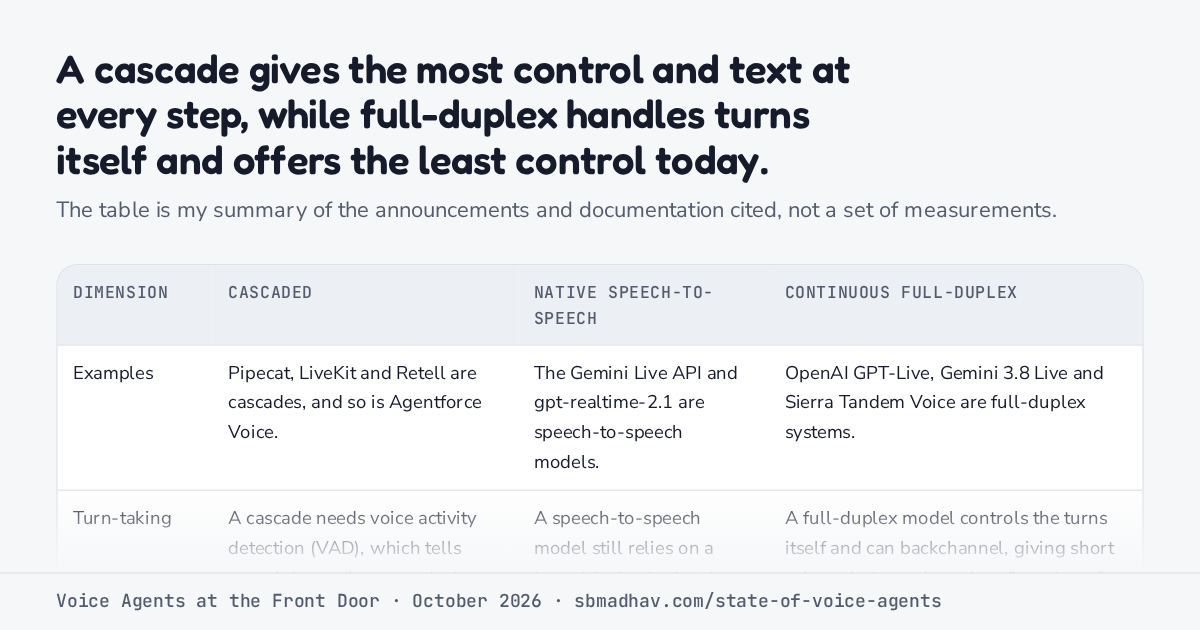 A cascade gives the most control and text at
every step, while full-duplex handles turns
itself and offers the least control today.
The table is my summary of the announcements and documentation cited, not a set of measurements.
DIMENSION
CASCADED
NATIVE SPEECH-TO-
SPEECH
CONTINUOUS FULL-DUPLEX
Examples
Pipecat, LiveKit and Retell are
cascades, and so is Agentforce
Voice.
The Gemini Live API and
gpt-realtime-2.1 are
speech-to-speech
models.
OpenAI GPT-Live, Gemini 3.8 Live and
Sierra Tandem Voice are full-duplex
systems.
Turn-taking
A cascade needs voice activity
detection (VAD), which tells
A speech-to-speech
model still relies on a
A full-duplex model controls the turns
itself and can backchannel, giving short
Voice Agents at the Front Door · October 2026 · sbmadhav.com/state-of-voice-agents